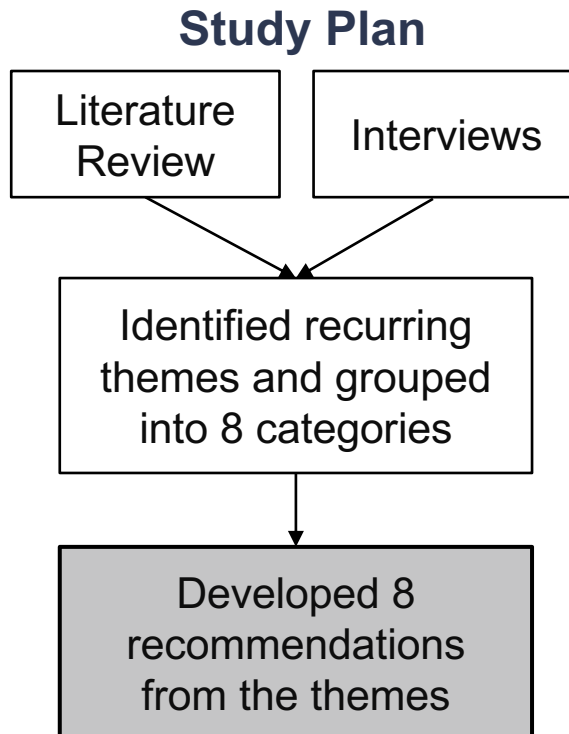 Study Plan
Literature
Review
Interviews
Identified recurring
themes and grouped
into 8 categories
Developed 8
recommendations
from the themes